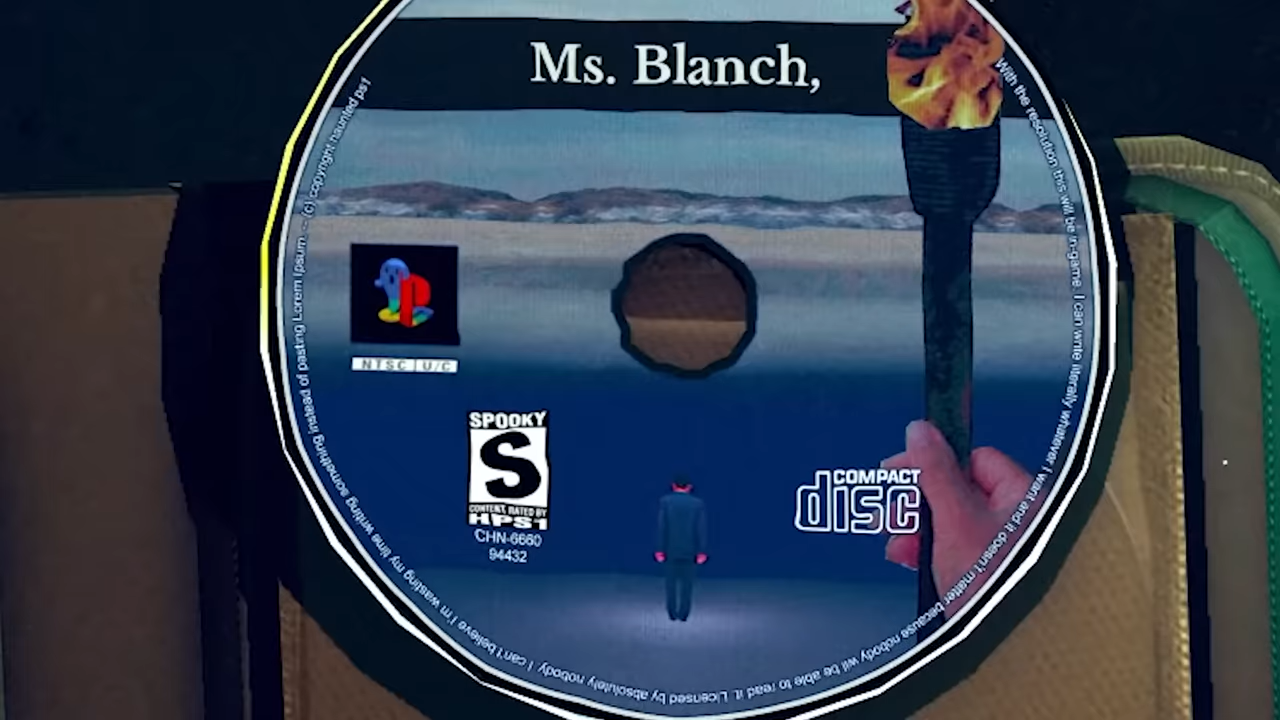 Ms. Blanch,
With the resolution this will be in-game. I can write literally whatever I want and it doesn't matter because nobody will be able to read it. Licensed by absolutely nobody. I can't believe I'm wasting my time writing something instead of pasting Lorem Ipsum. -- (c) copyright haunted ps1
NTSC U/C
SPOOKY
S
CONTENT RATED BY
HPS1
CHN-6660
94432
COMPACT
disc